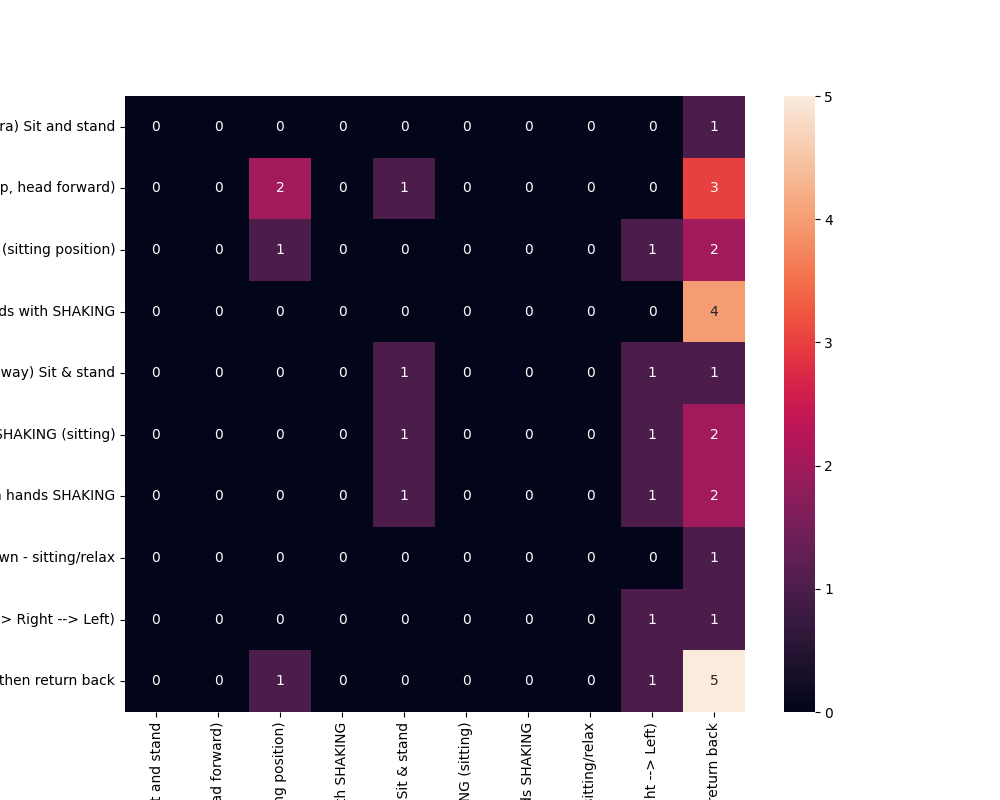 ra) Sit and stand 0 0 0 0 0 0 0 0 0 1
p, head forward) 0 0 2 0 1 0 0 0 0 3
(sitting position) 0 0 1 0 0 0 0 0 1 2
ds with SHAKING 0 0 0 0 0 0 0 0 0 4
way) Sit & stand 0 0 0 0 1 0 0 0 1 1
SHAKING (sitting) 0 0 0 0 1 0 0 0 1 2
hands SHAKING 0 0 0 0 1 0 0 0 1 2
wn - sitting/relax 0 0 0 0 0 0 0 0 0 1
> Right --> Left) 0 0 0 0 0 0 0 0 1 1
then return back 0 0 1 0 0 0 0 0 1 5
t and stand
ad forward)
ng position)
th SHAKING
Sit & stand
NG (sitting)
ds SHAKING
sitting/relax
ht --> Left)
return back
5
4
3
2
1
0